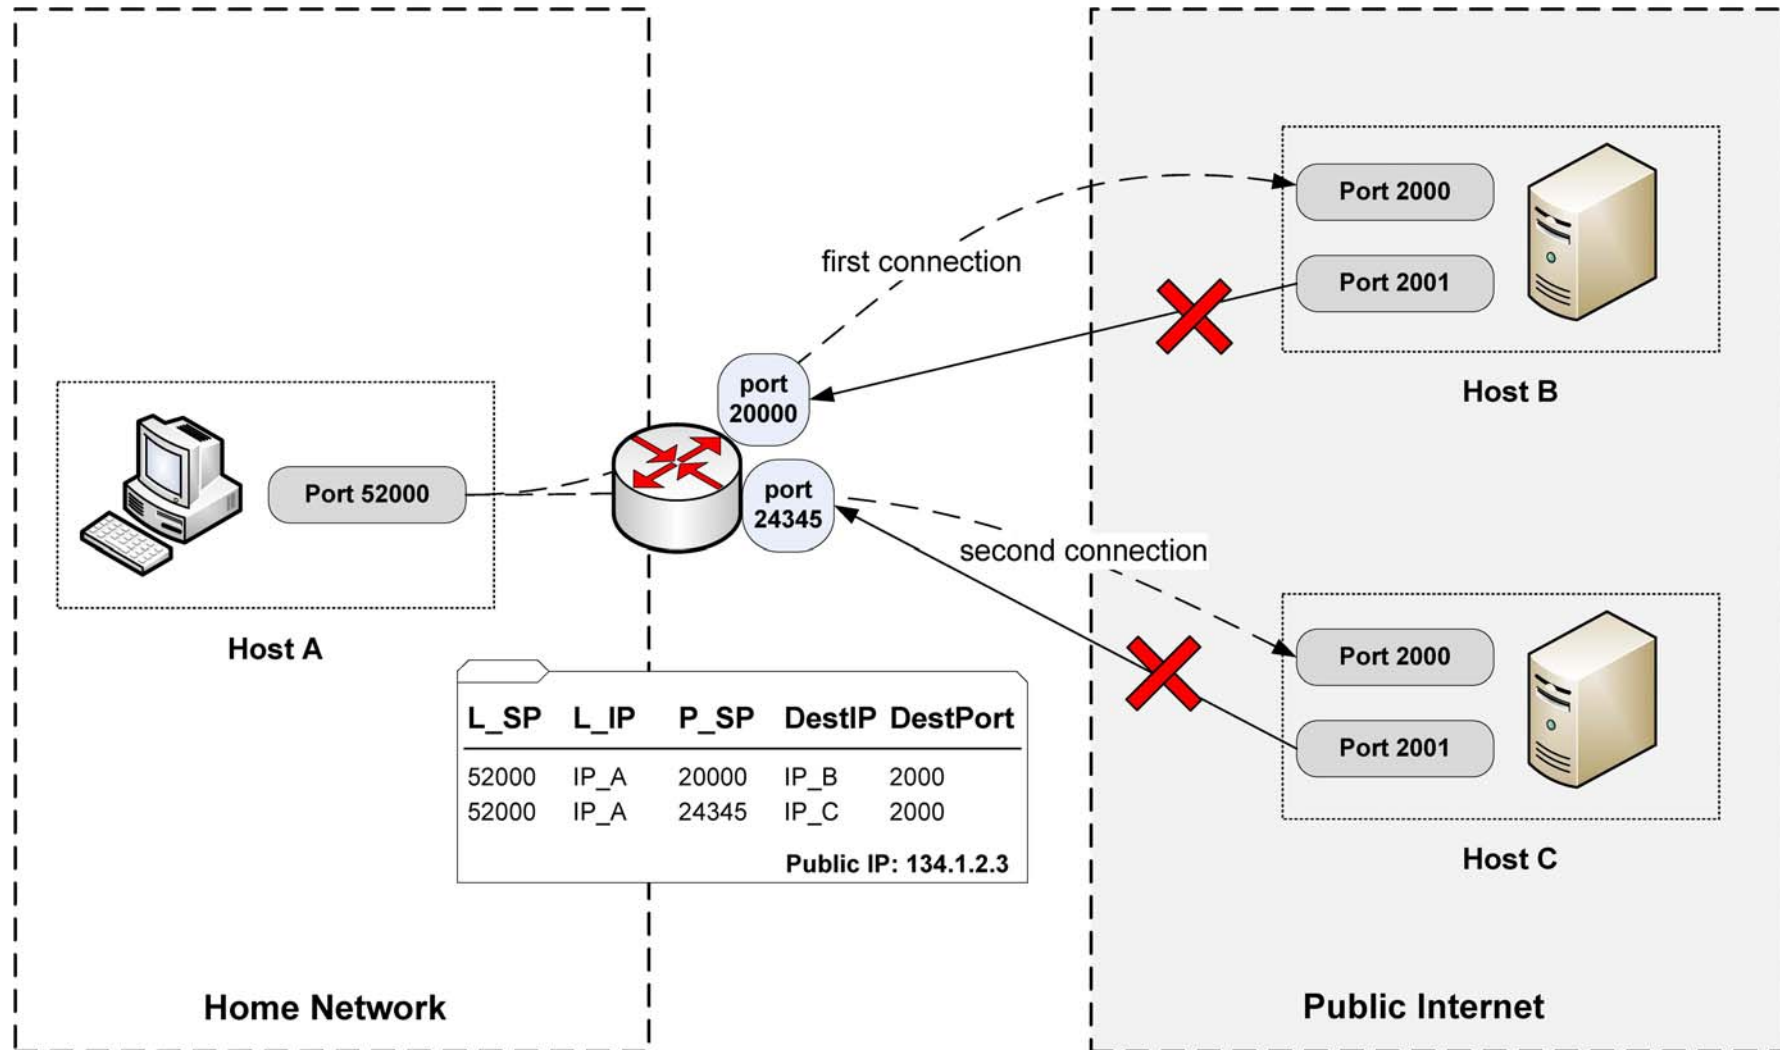 Port 2000
first connection
Port 2001
port
20000
Host B
Port 52000
port
24345
second connection
Host A
Port 2000
Port 2001
Host C
L_SP L_IP P_SP DestIP DestPort
52000 IP_A 20000 IP_B 2000
52000 IP_A 24345 IP_C 2000
Public IP: 134.1.2.3
Home Network
Public Internet